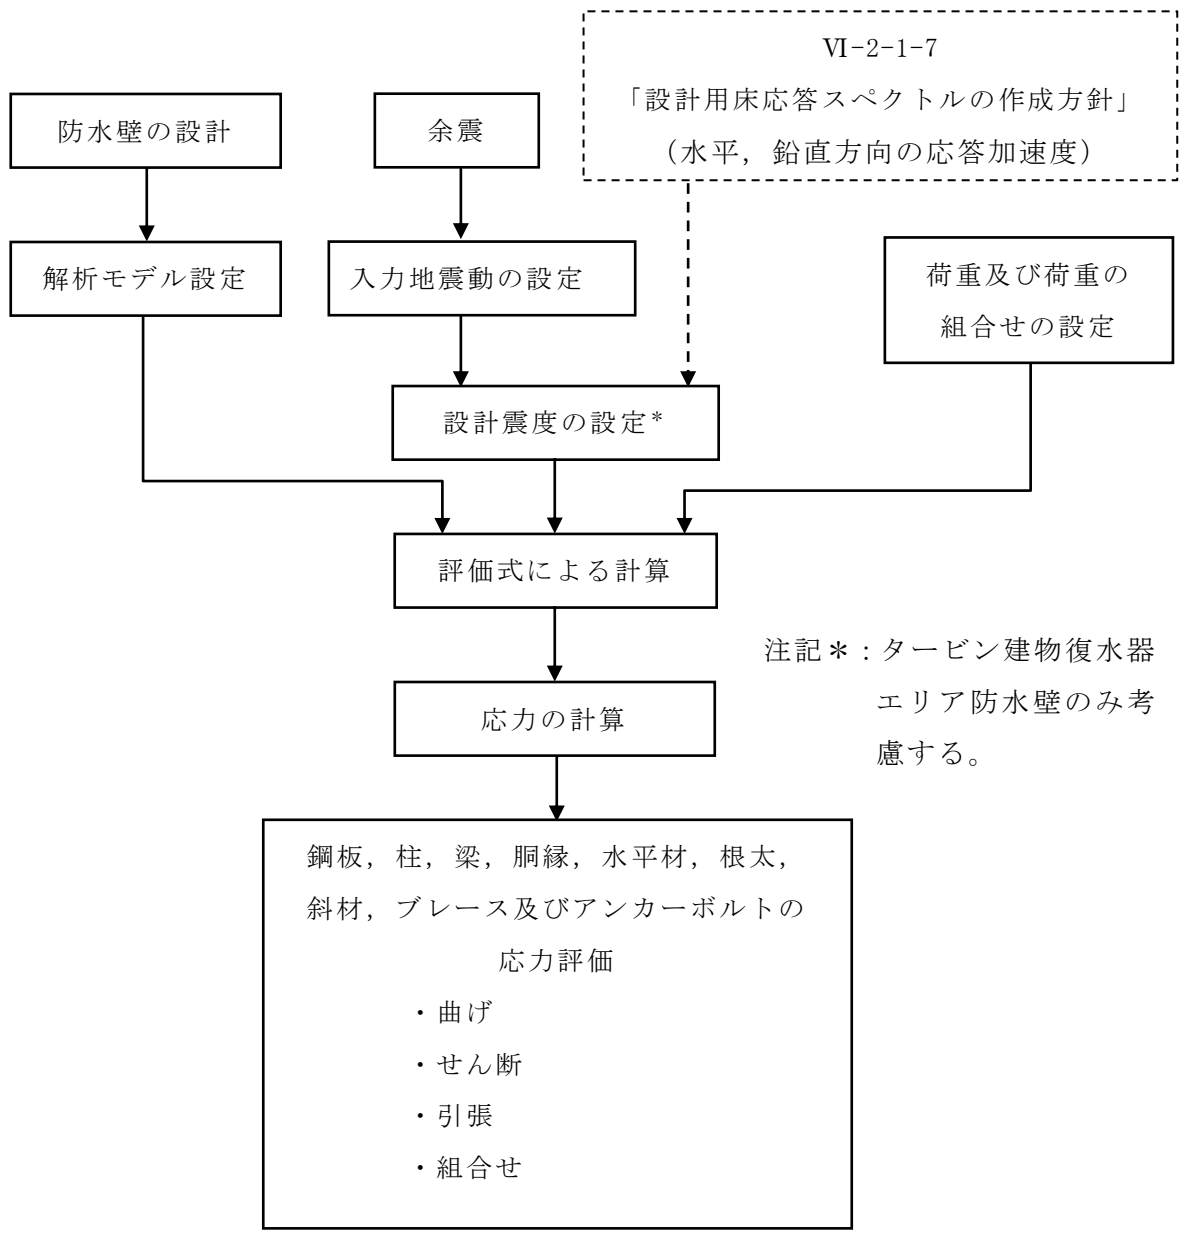 Ⅵ-2-1-7
「設計用床応答スペクトルの作成方針」
（水平，鉛直方向の応答加速度）
防水壁の設計
余震
解析モデル設定
入力地震動の設定
荷重及び荷重の
組合せの設定
設計震度の設定*
評価式による計算
注記＊：タービン建物復水器
エリア防水壁のみ考
慮する。
応力の計算
鋼板，柱，梁，胴縁，水平材，根太，
斜材，ブレース及びアンカーボルトの
応力評価
・曲げ
・せん断
・引張
・組合せ